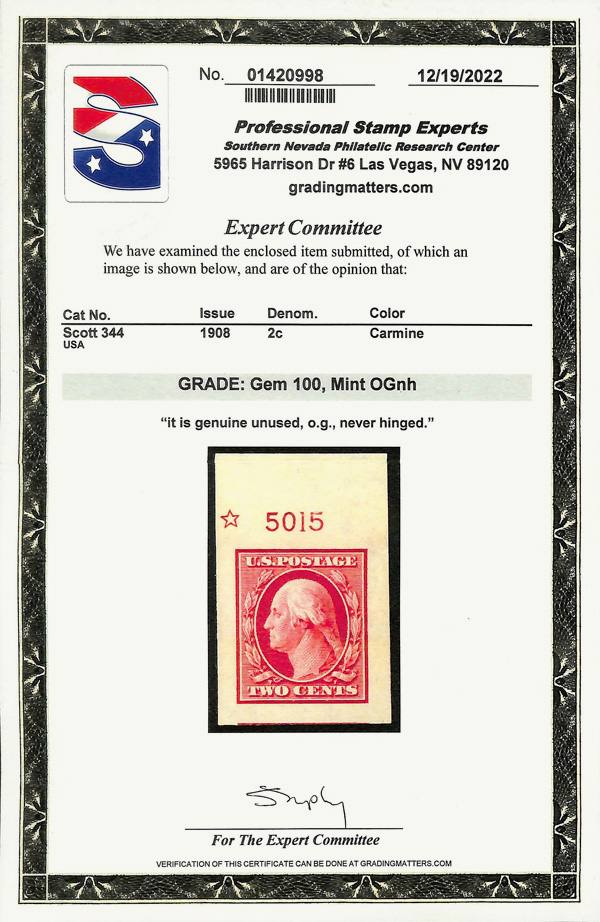 No. 01420998 12/19/2022
Professional Stamp Experts
Southern Nevada Philatelic Research Center
5965 Harrison Dr #6 Las Vegas, NV 89120
gradingmatters.com
Expert Committee
We have examined the enclosed item submitted, of which an
image is shown below, and are of the opinion that:
Cat No. Issue Denom. Color
Scott 344 1908 2c Carmine
USA
GRADE: Gem 100, Mint OGnh
“it is genuine unused, o.g., never hinged.”
☆ 5015
U.S. POSTAGE
TWO CENTS
For The Expert Committee
VERIFICATION OF THIS CERTIFICATE CAN BE DONE AT GRADINGMATTERS.COM